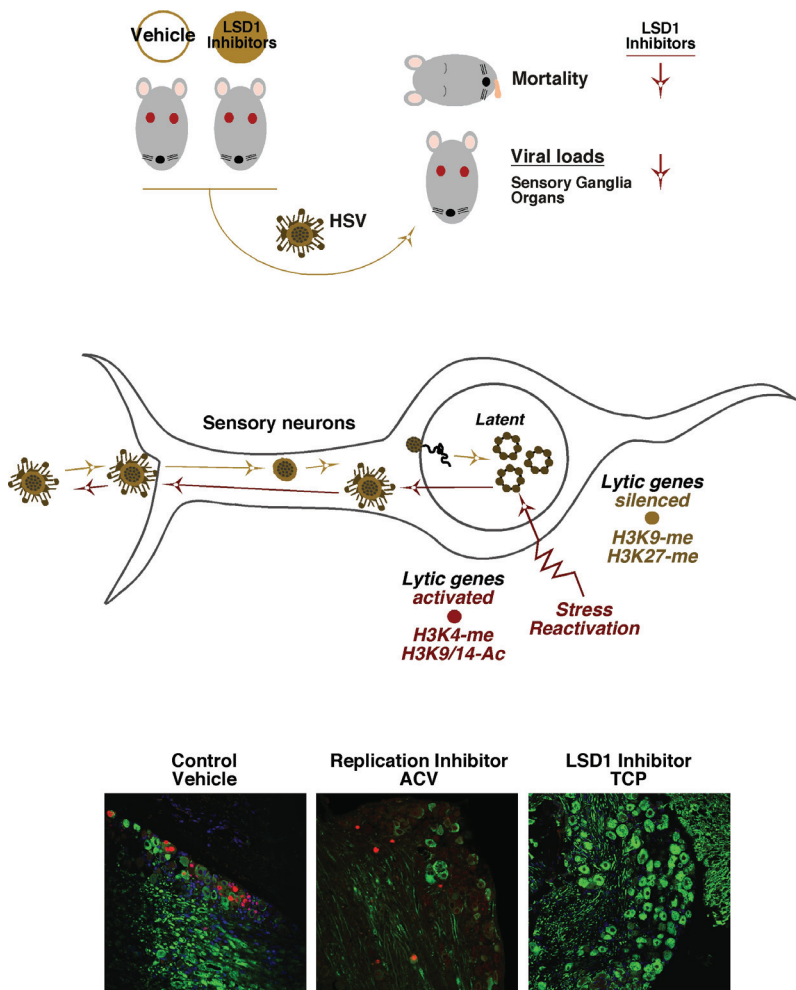 Vehicle
LSD1
Inhibitors
LSD1
Inhibitors
Mortality
Viral loads
Sensory Ganglia
Organs
HSV
Sensory neurons
Latent
Lytic genes
silenced
H3K9-me
H3K27-me
Lytic genes
activated
H3K4-me
H3K9/14-Ac
Stress
Reactivation
Control
Vehicle
Replication Inhibitor
ACV
LSD1 Inhibitor
TCP